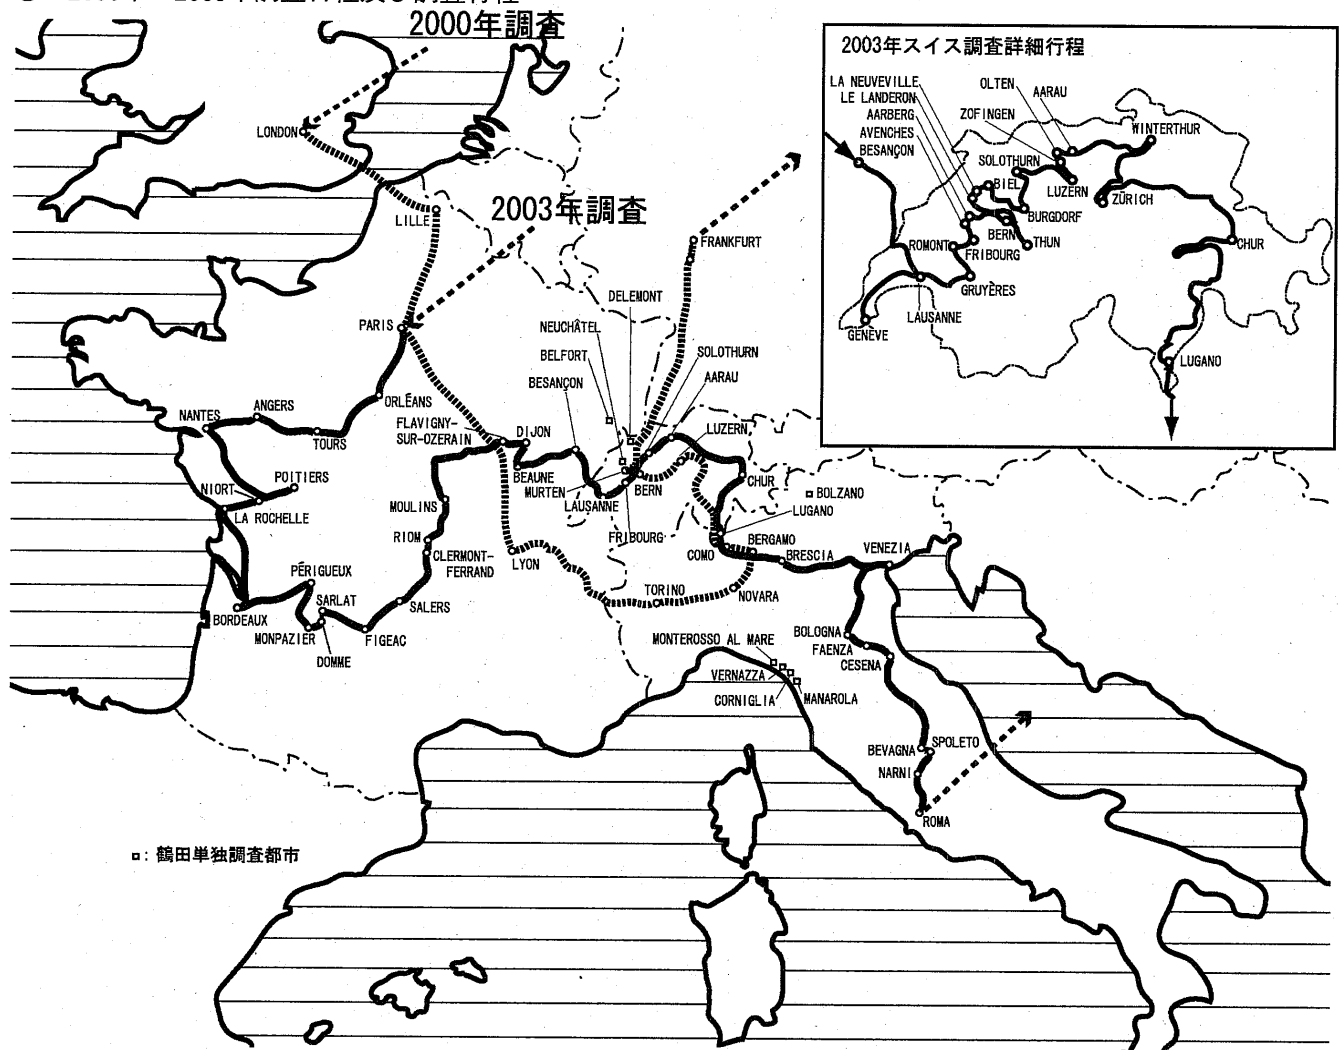 2000年調査
LONDON
LILLE
2003年調査
PARIS
FRANKFURT
DELEMONT
NEUCHÂTEL
BELFORT
BESANÇON
SOLOTHURN
AARAU
LUZERN
ORLÉANS
NANTES
ANGERS
TOURS
FLAVIGNY-
SUR-OZERAIN
DIJON
BEAUNE
MURTEN
LAUSANNE
BERN
FRIBOURG
CHUR
BOLZANO
LUGANO
POITIERS
NIORT
LA ROCHELLE
MOULINS
RIOM
CLERMONT-
FERRAND
LYON
COMO
BERGAMO
BRESCIA
VENEZIA
PÉRIGUEUX
SARLAT
BORDEAUX
MONPAZIER
DOMME
FIGEAC
SALERS
TORINO
NOVARA
MONTEROSSO AL MARE
VERNAZZA
CORNIGLIA
MANAROLA
BOLOGNA
FAENZA
CESENA
BEVAGNA
SPOLETO
NARNI
ROMA
□: 鶴田単独調査都市
2003年スイス調査詳細行程
LA NEUVEVILLE
LE LANDERON
AARBERG
AVENCHES
BESANÇON
OLTEN
AARAU
ZOFINGEN
WINTERTHUR
SOLOTHURN
BIEL
LUZERN
ZÜRICH
BURGDORF
BERN
THUN
ROMONT
FRIBOURG
CHUR
GRUYÈRES
LAUSANNE
GENÈVE
LUGANO